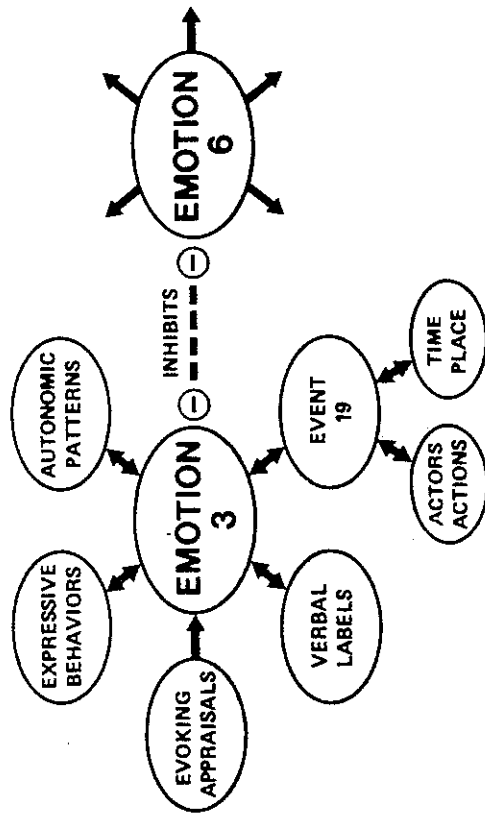 EXPRESSIVE
BEHAVIORS
AUTONOMIC
PATTERNS
EVOKING
APPRAISALS
EMOTION
3
INHIBITS
EMOTION
6
VERBAL
LABELS
EVENT
19
ACTORS
ACTIONS
TIME
PLACE